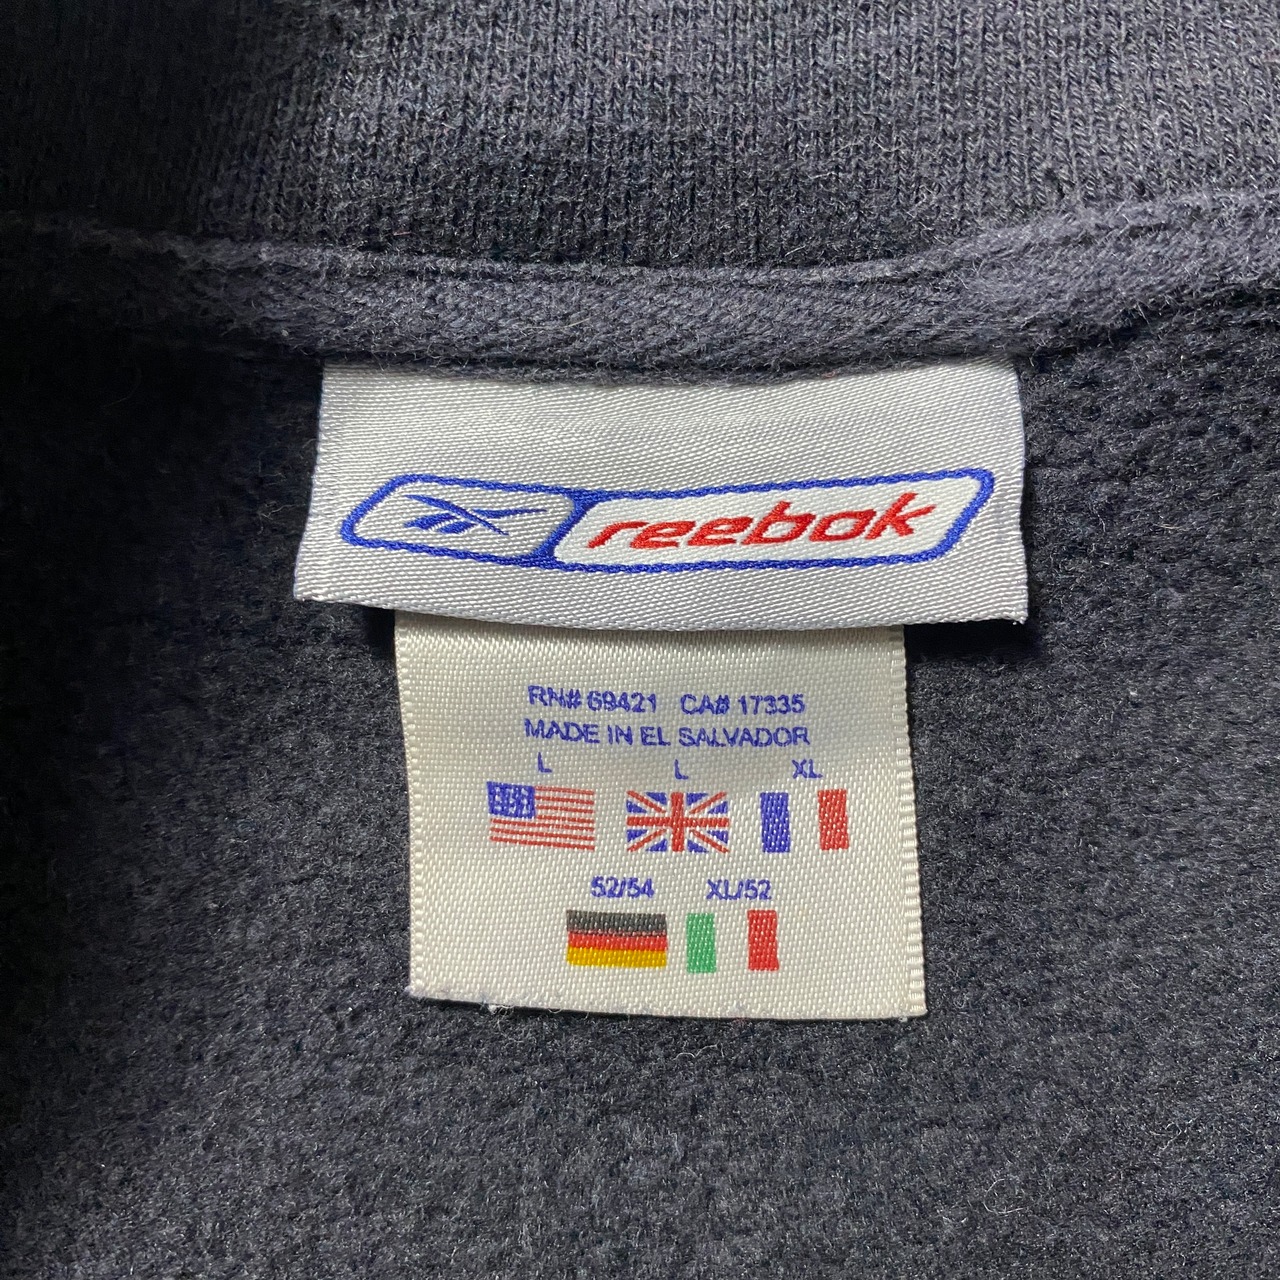 reebok
RN# 69421 CA# 17335
MADE IN EL SALVADOR
L L XL
52/54 XL/52